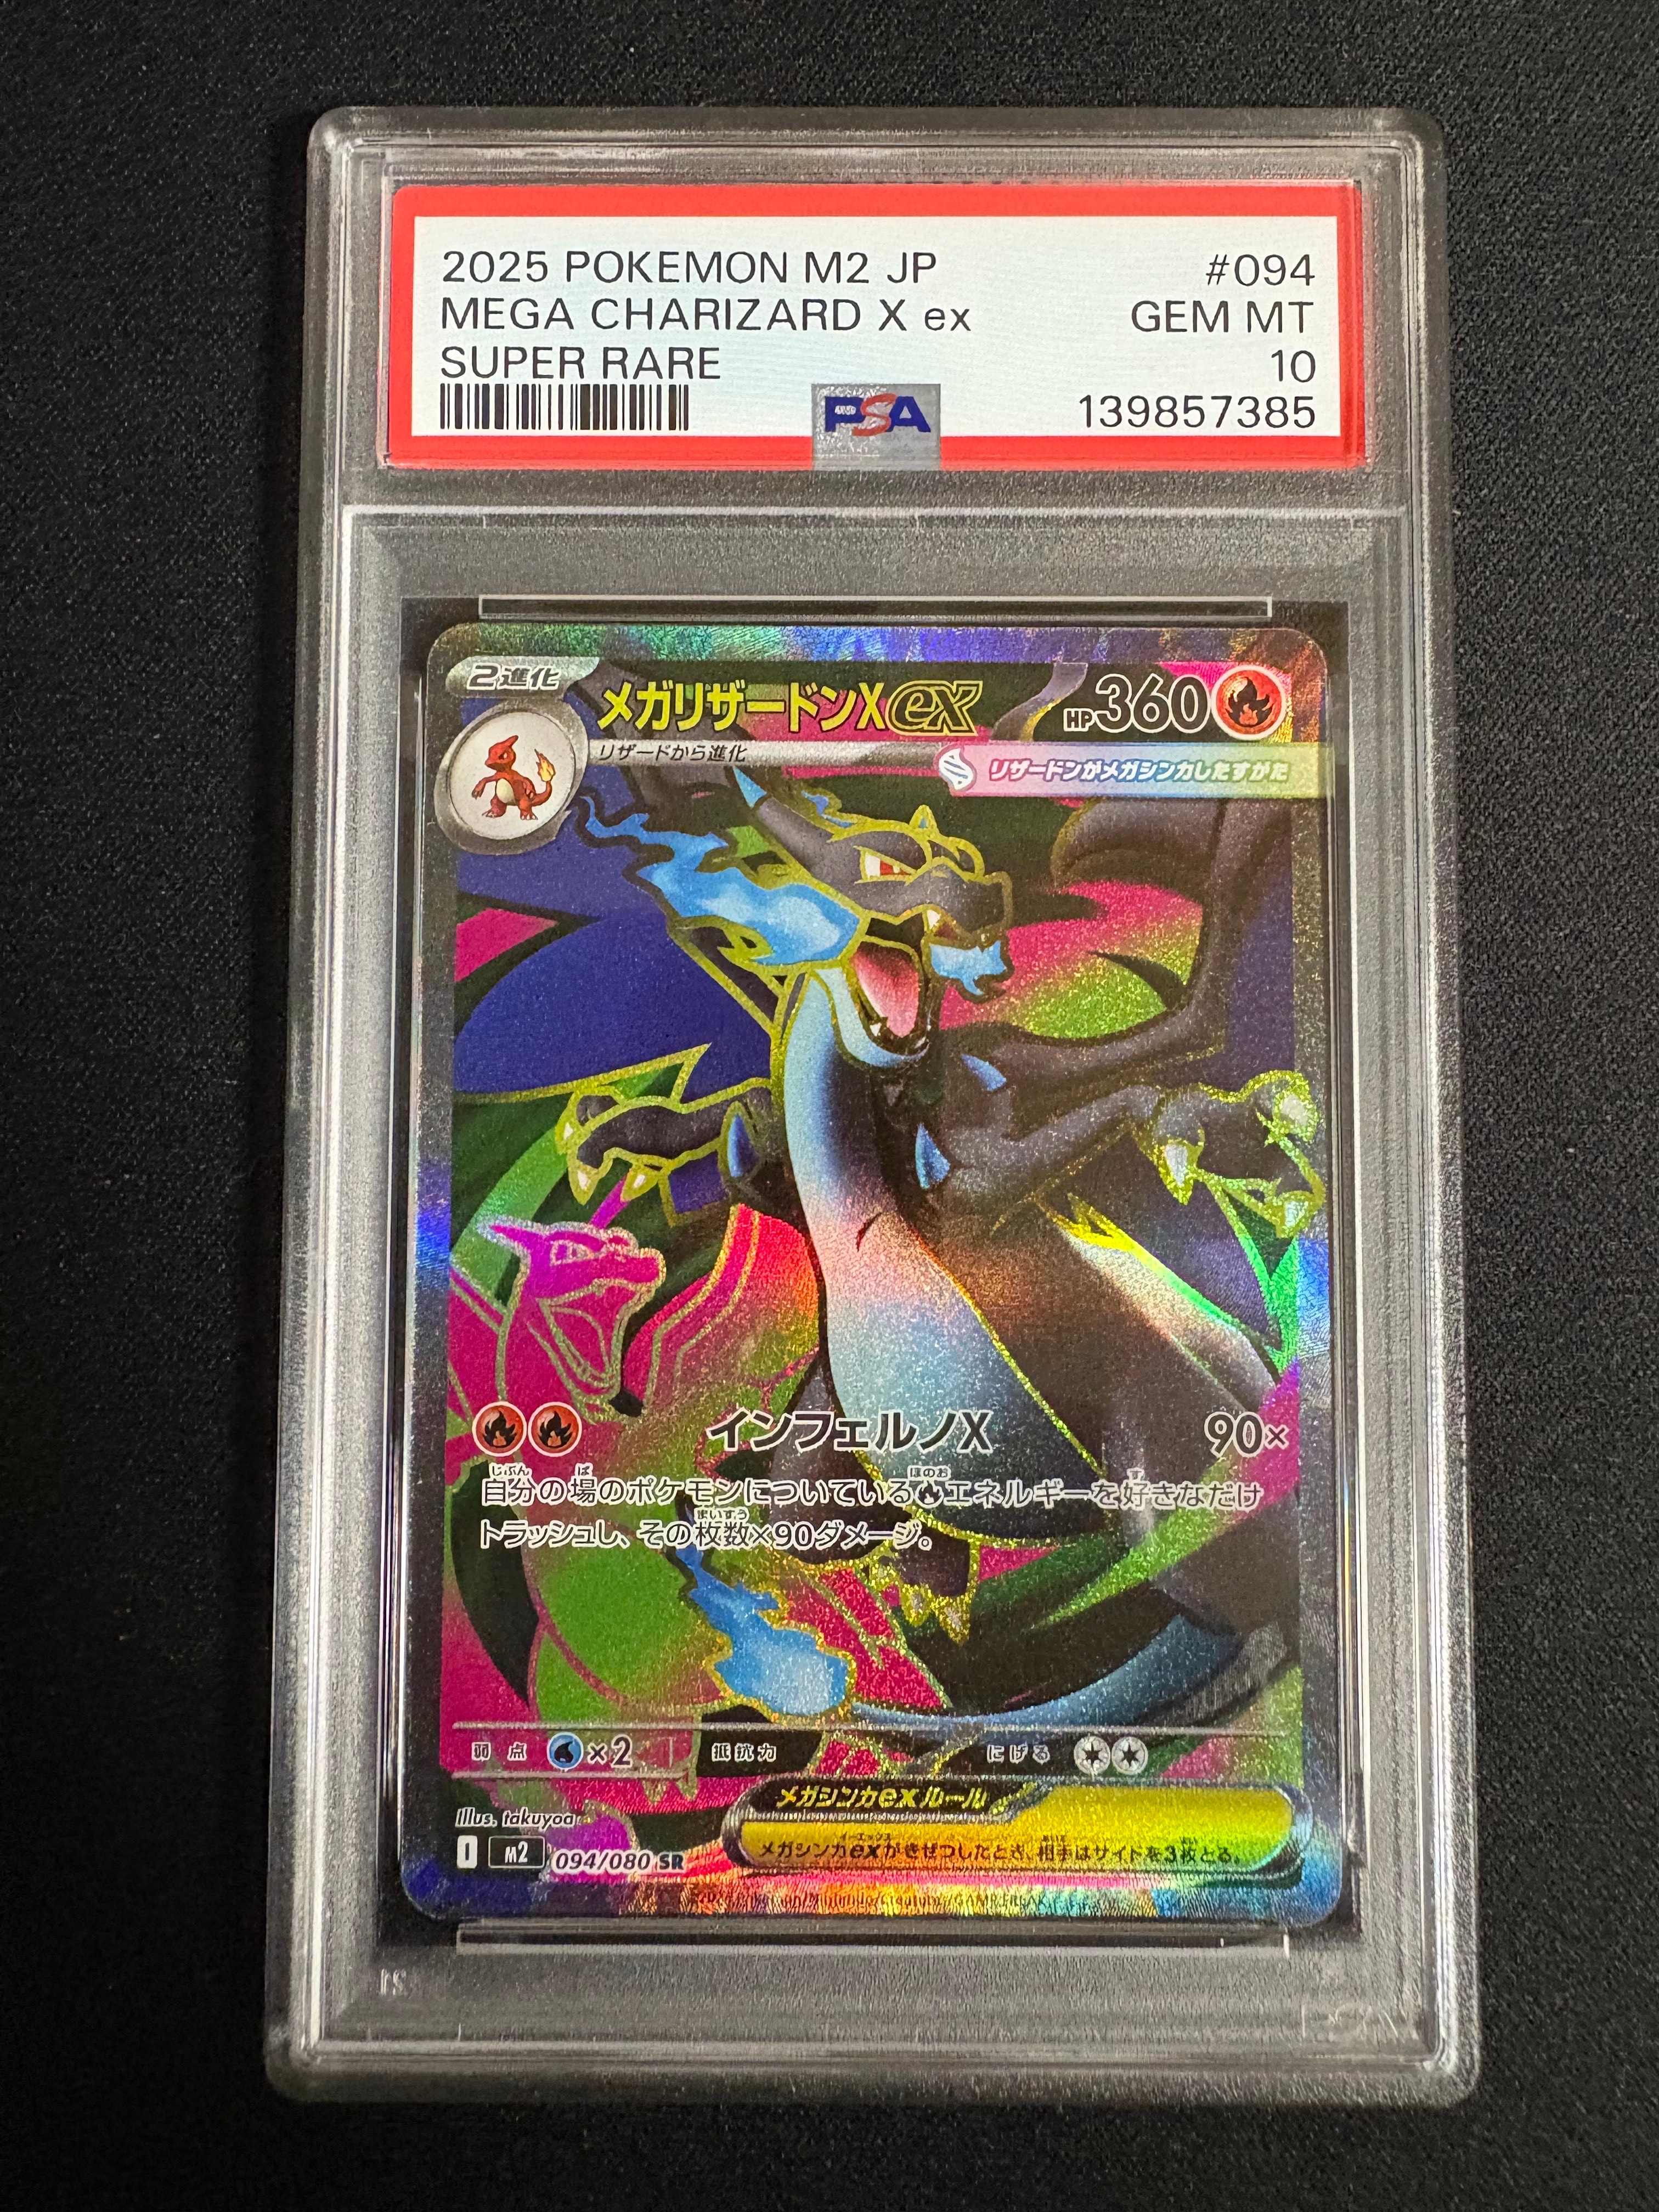 2025 POKEMON M2 JP #094
MEGA CHARIZARD X ex GEM MT
SUPER RARE 10
PSA 139857385
2進化
メガリザードンXex HP360
リザードから進化
リザードンがメガシンカしたすがた
インフェルノX 90×
自分の場のポケモンについているエネルギーを好きなだけ
トラッシュし、その枚数×90ダメージ。
弱点 ×2 抵抗力 にげる
メガシンカexルール
メガシンカexがきぜつしたとき、相手はサイドを3枚とる。
Illus. takuyoa
I M2 094/080 SR